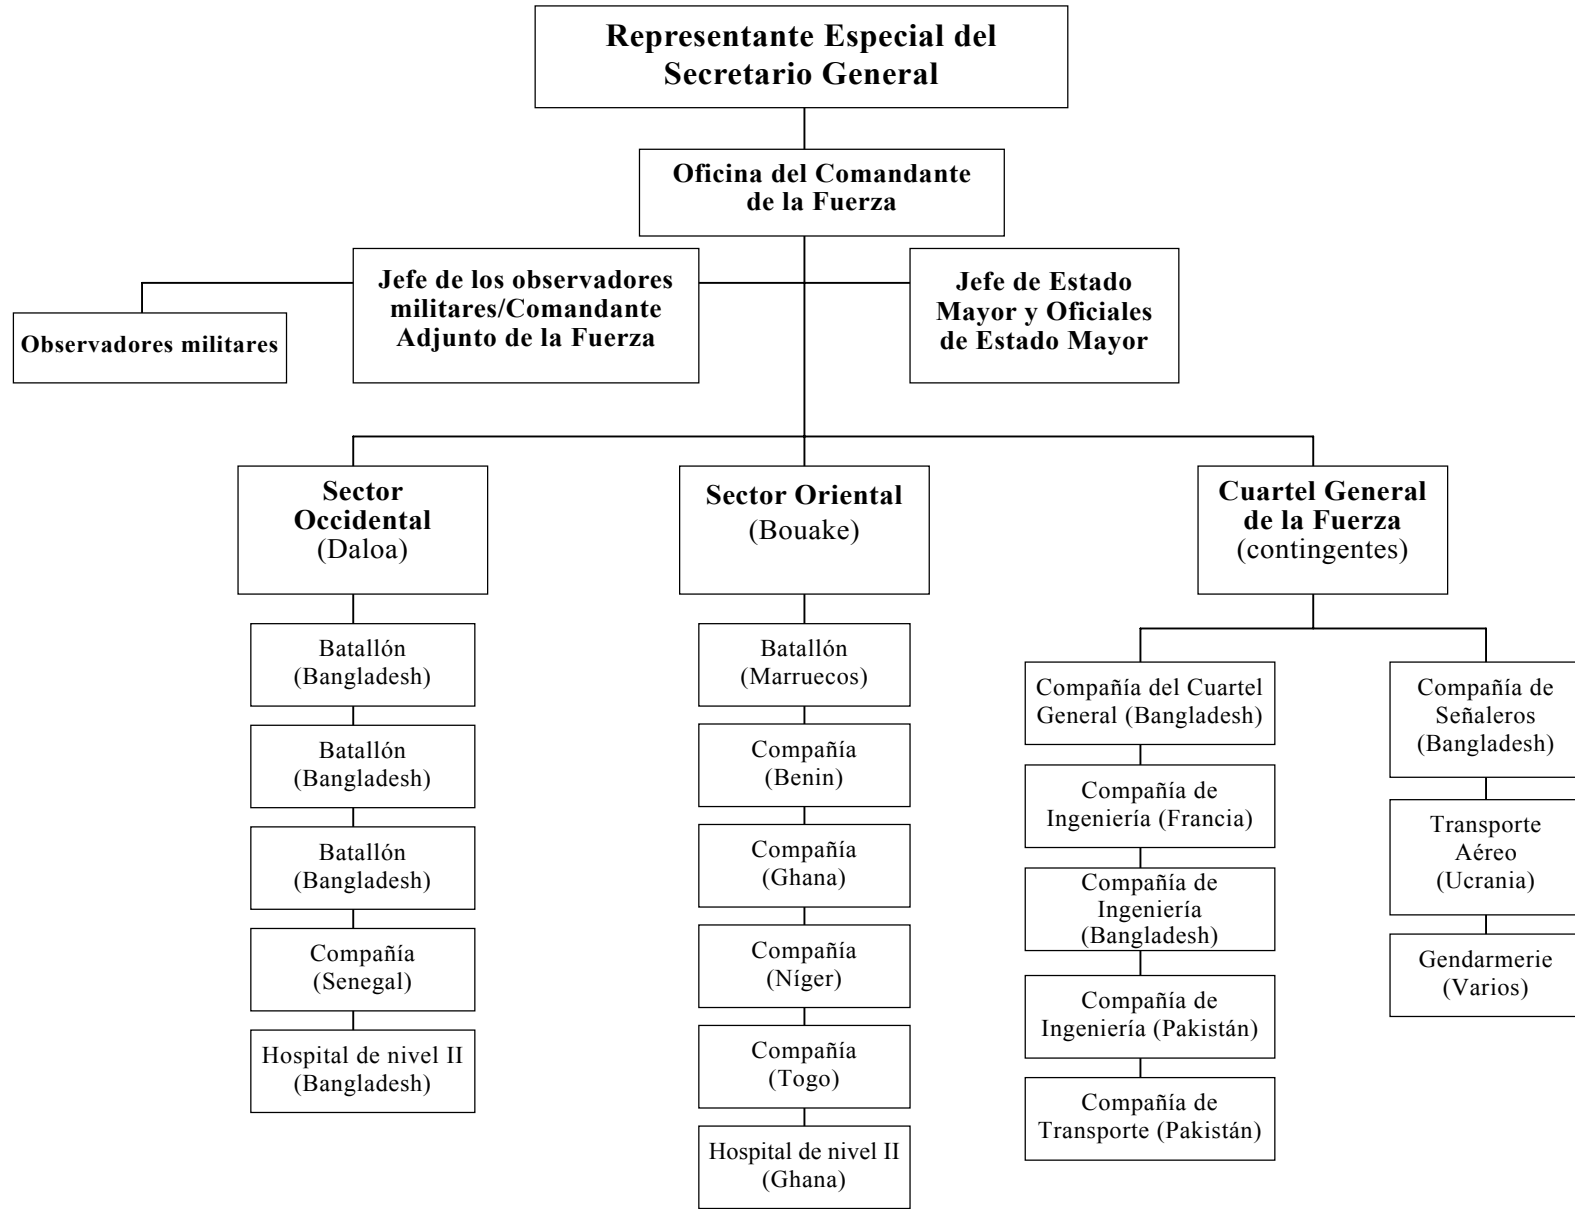 Representante Especial del
Secretario General
Oficina del Comandante
de la Fuerza
Jefe de los observadores
militares/Comandante
Adjunto de la Fuerza
Jefe de Estado
Mayor y Oficiales
de Estado Mayor
Observadores militares
Sector
Occidental
(Daloa)
Sector Oriental
(Bouake)
Cuartel General
de la Fuerza
(contingentes)
Batallón
(Bangladesh)
Batallón
(Bangladesh)
Batallón
(Bangladesh)
Compañía
(Senegal)
Hospital de nivel II
(Bangladesh)
Batallón
(Marruecos)
Compañía
(Benin)
Compañía
(Ghana)
Compañía
(Níger)
Compañía
(Togo)
Hospital de nivel II
(Ghana)
Compañía del Cuartel
General (Bangladesh)
Compañía de
Ingeniería (Francia)
Compañía de
Ingeniería
(Bangladesh)
Compañía de
Ingeniería (Pakistán)
Compañía de
Transporte (Pakistán)
Compañía de
Señaleros
(Bangladesh)
Transporte
Aéreo
(Ucrania)
Gendarmerie
(Varios)